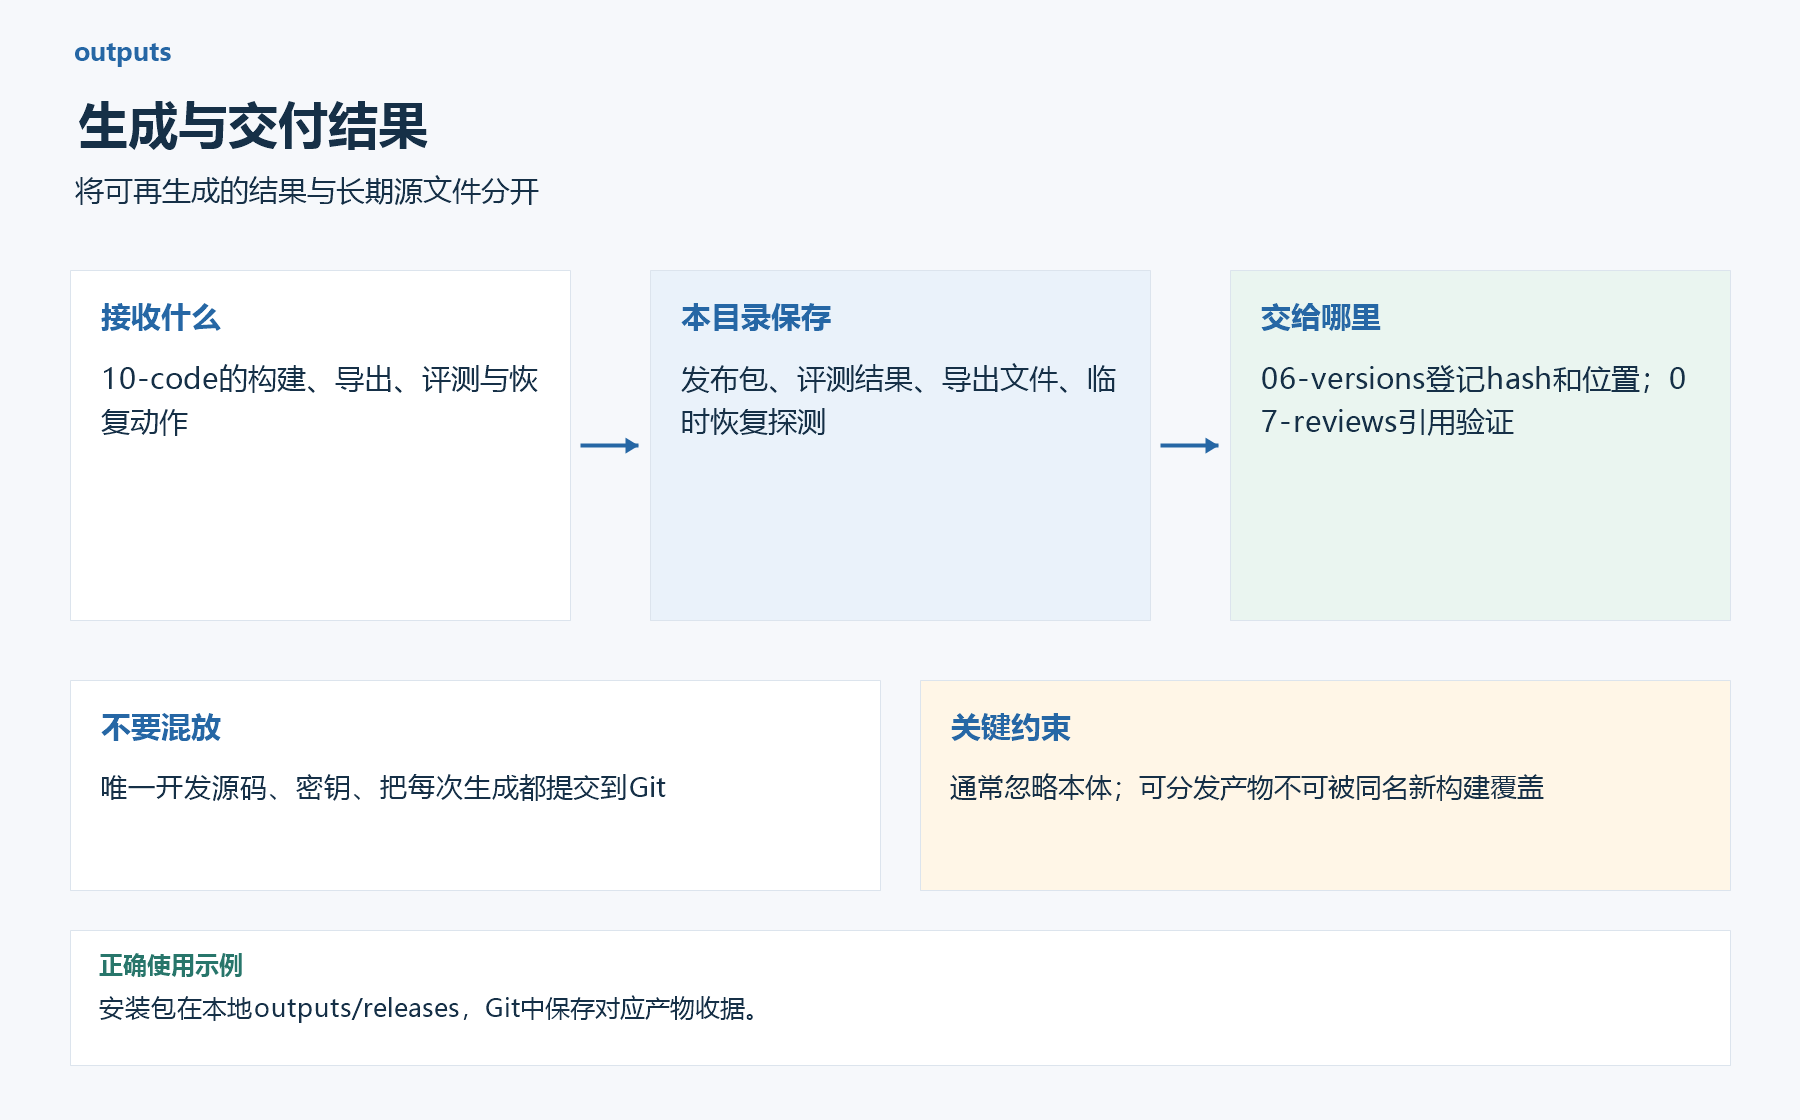 outputs
生成与交付结果
将可再生成的结果与长期源文件分开
接收什么
10-code的构建、导出、评测与恢
复动作
本目录保存
发布包、评测结果、导出文件、临
时恢复探测
交给哪里
06-versions登记hash和位置；0
7-reviews引用验证
不要混放
唯一开发源码、密钥、把每次生成都提交到Git
关键约束
通常忽略本体；可分发产物不可被同名新构建覆盖
正确使用示例
安装包在本地outputs/releases，Git中保存对应产物收据。